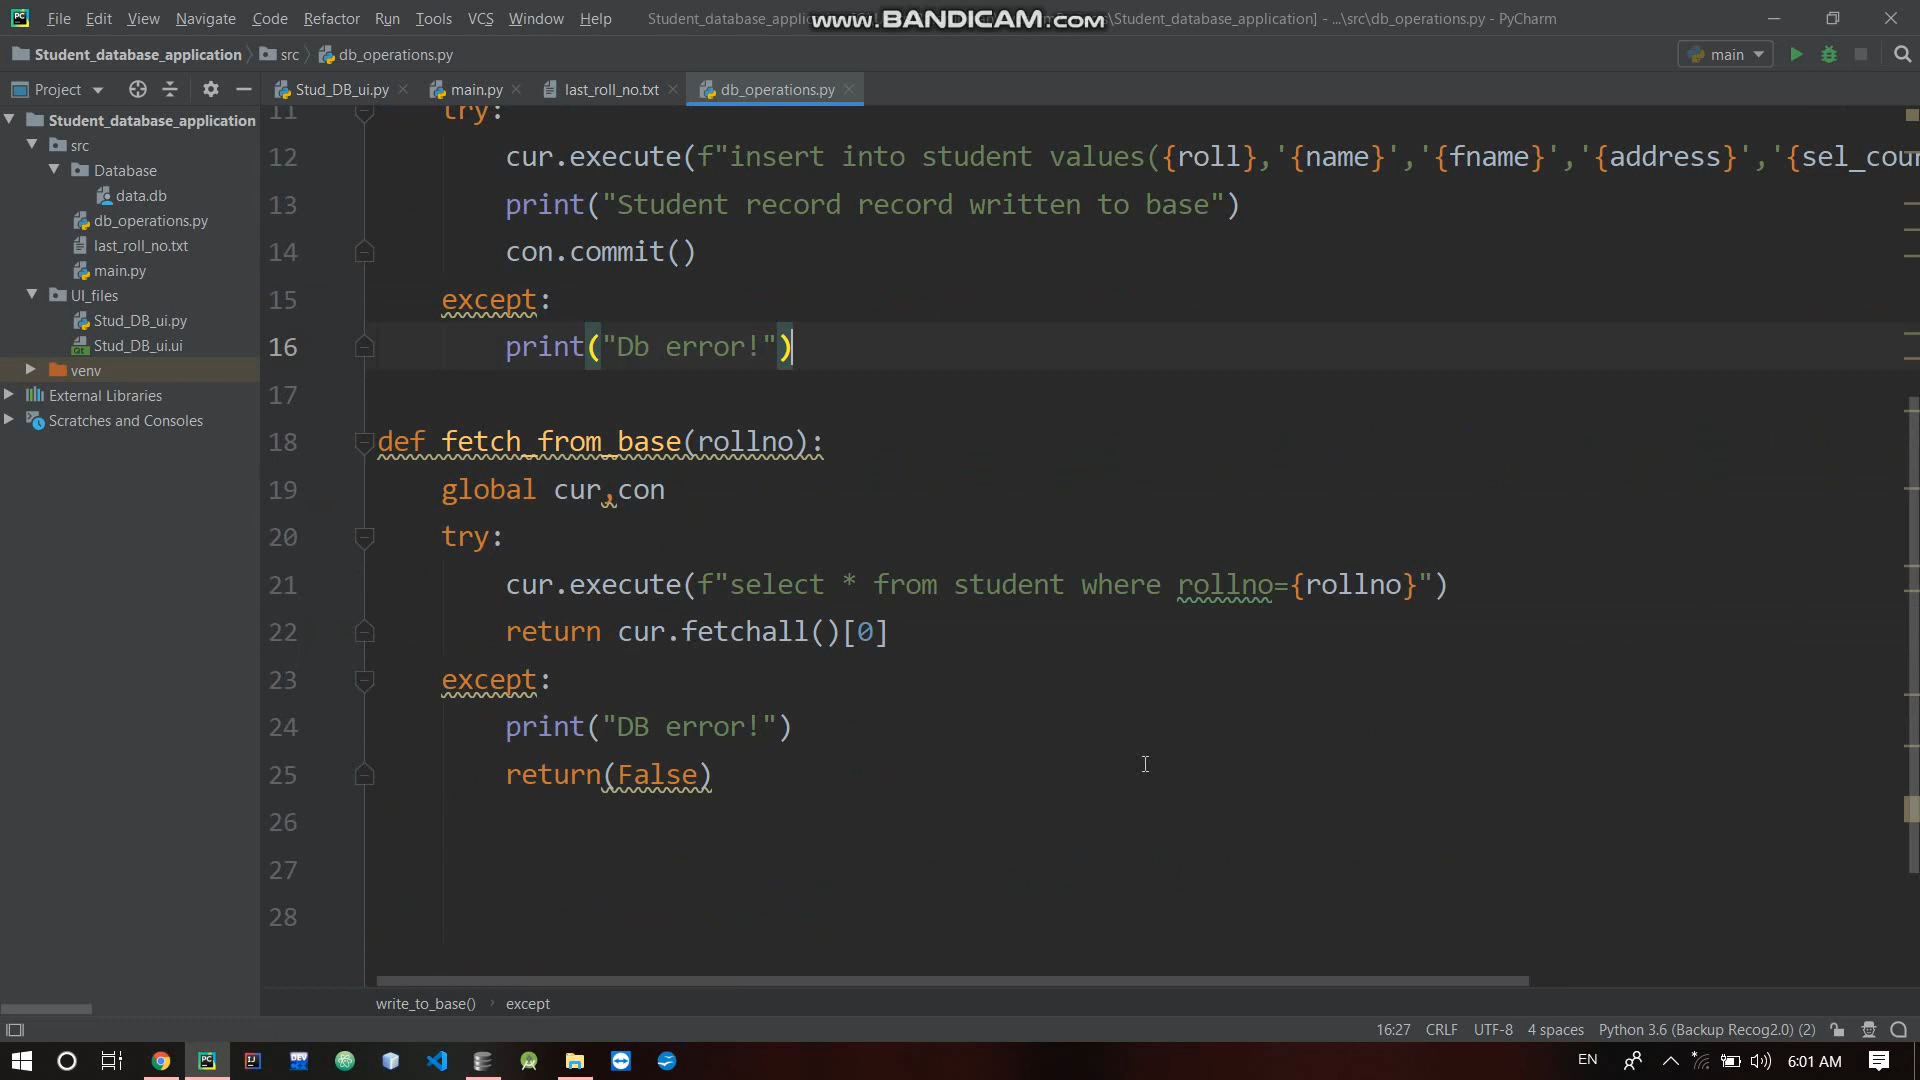 File Edit View Navigate Code Refactor Run Tools VCS Window Help Student_database_applic \Student_database_application] - ...\src\db_operations.py - PyCharm
www.BANDICAM.com
Student_database_application src db_operations.py main
Project Stud_DB_ui.py main.py last_roll_no.txt db_operations.py
Student_database_application
src
Database
data.db
db_operations.py
last_roll_no.txt
main.py
UI_files
Stud_DB_ui.py
Stud_DB_ui.ui
venv
External Libraries
Scratches and Consoles
11 try:
12 cur.execute(f"insert into student values({roll},'{name}','{fname}','{address}','{sel_cour
13 print("Student record record written to base")
14 con.commit()
15 except:
16 print("Db error!")
17
18 def fetch_from_base(rollno):
19 global cur,con
20 try:
21 cur.execute(f"select * from student where rollno={rollno}")
22 return cur.fetchall()[0]
23 except:
24 print("DB error!")
25 return(False)
26
27
28
write_to_base() › except
16:27 CRLF UTF-8 4 spaces Python 3.6 (Backup Recog2.0) (2)
EN 6:01 AM